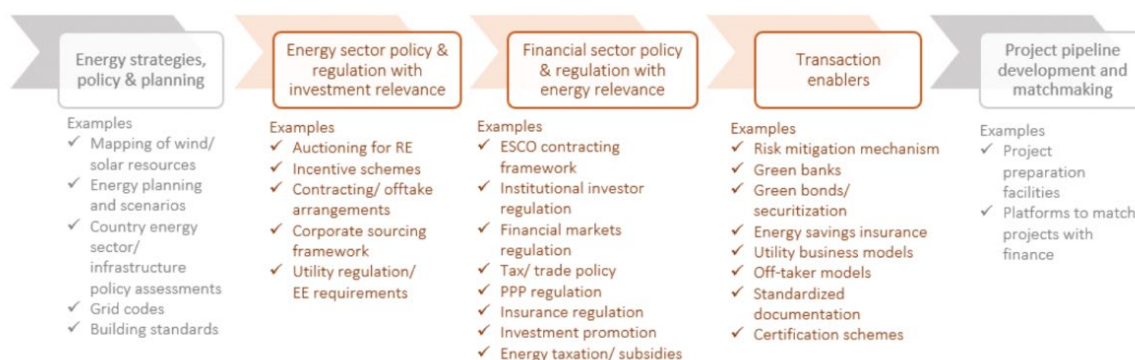 Energy strategies,
policy & planning
Examples
✓ Mapping of wind/
solar resources
✓ Energy planning
and scenarios
✓ Country energy
sector/
infrastructure
policy assessments
✓ Grid codes
✓ Building standards
Energy sector policy &
regulation with
investment relevance
Examples
✓ Auctioning for RE
✓ Incentive schemes
✓ Contracting/ offtake
arrangements
✓ Corporate sourcing
framework
✓ Utility regulation/
EE requirements
Financial sector policy
& regulation with
energy relevance
Examples
✓ ESCO contracting
framework
✓ Institutional investor
regulation
✓ Financial markets
regulation
✓ Tax/ trade policy
✓ PPP regulation
✓ Insurance regulation
✓ Investment promotion
✓ Energy taxation/ subsidies
Transaction
enablers
Examples
✓ Risk mitigation mechanism
✓ Green banks
✓ Green bonds/
securitization
✓ Energy savings insurance
✓ Utility business models
✓ Off-taker models
✓ Standardized
documentation
✓ Certification schemes
Project pipeline
development and
matchmaking
Examples
✓ Project
preparation
facilities
✓ Platforms to match
projects with
finance